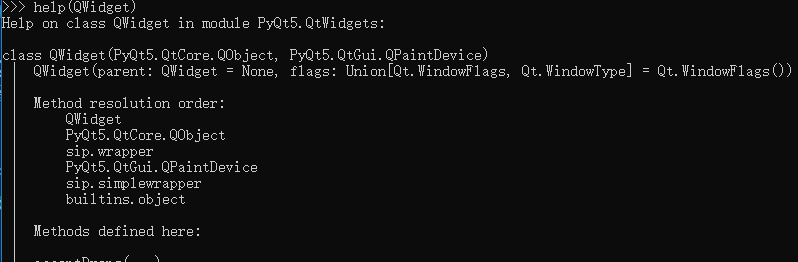 >>> help(QWidget)
Help on class QWidget in module PyQt5.QtWidgets:
class QWidget(PyQt5.QtCore.QObject, PyQt5.QtGui.QPaintDevice)
 |  QWidget(parent: QWidget = None, flags: Union[Qt.WindowFlags, Qt.WindowType] = Qt.WindowFlags())
 |  Method resolution order:
 |      QWidget
 |      PyQt5.QtCore.QObject
 |      sip.wrapper
 |      PyQt5.QtGui.QPaintDevice
 |      sip.simplewrapper
 |      builtins.object
 |  Methods defined here: